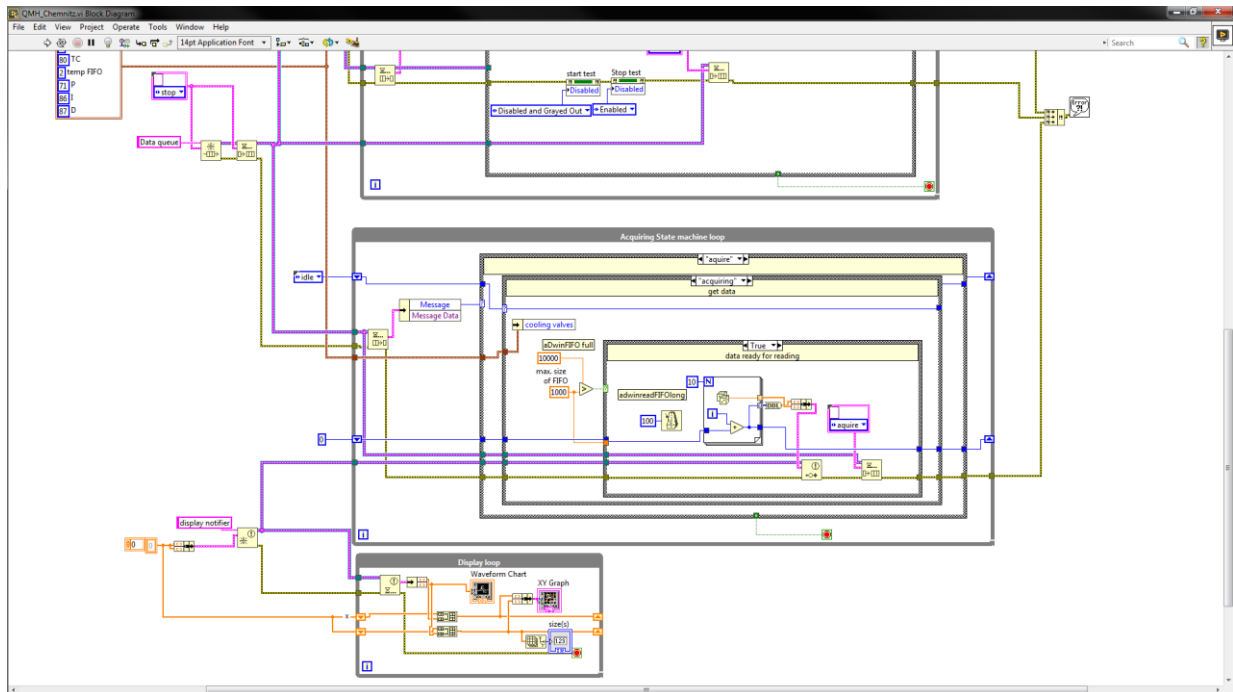 QMH_Chemnitz.vi Block Diagram
File Edit View Project Operate Tools Window Help
14pt Application Font
Search
80 TC
2 temp FIFO
71 P
86 I
87 D
stop
Data queue
start test
Disabled
Stop test
Disabled
Disabled and Grayed Out
Enabled
Error
?!
i
Acquiring State machine loop
"aquire"
"acquiring"
get data
idle
Message
Message Data
cooling valves
aDwinFIFO full
10000
max. size
of FIFO
1000
True
data ready for reading
adwinreadFIFOlong
10 N
100
i
DBL
aquire
0
i
display notifier
0 0
Display loop
Waveform Chart
XY Graph
size(s)
123
x
i